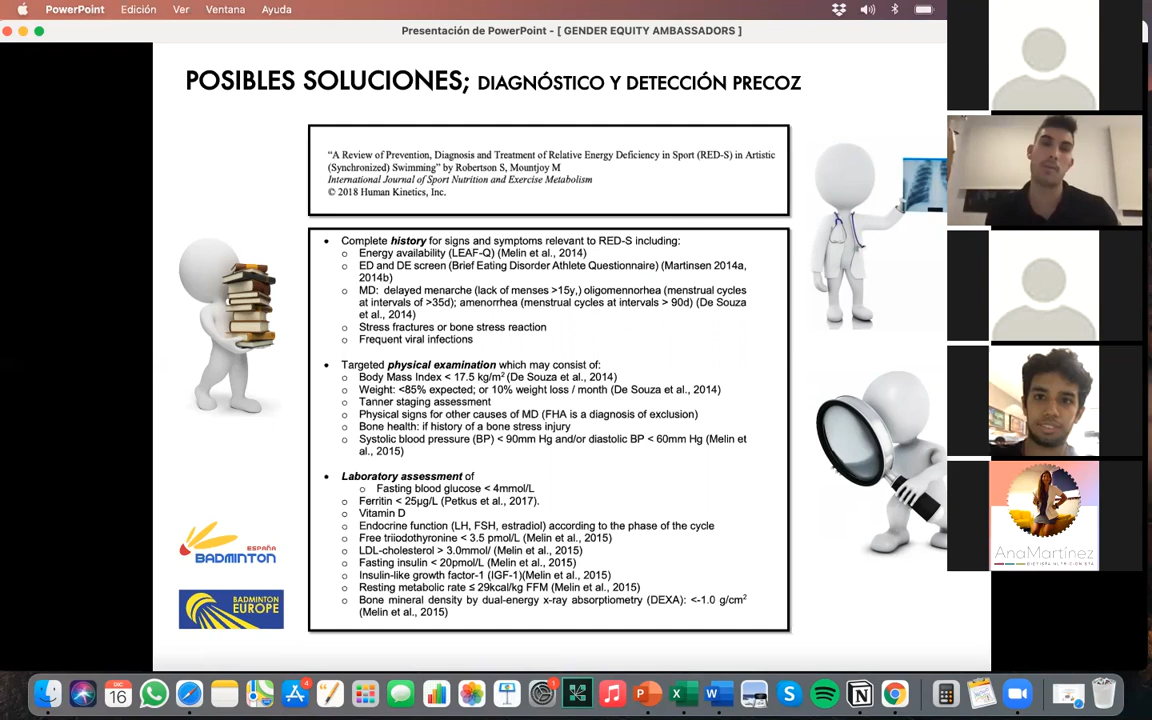 PowerPoint Edición Ver Ventana Ayuda
Presentación de PowerPoint - [ GENDER EQUITY AMBASSADORS ]
POSIBLES SOLUCIONES; DIAGNÓSTICO Y DETECCIÓN PRECOZ
“A Review of Prevention, Diagnosis and Treatment of Relative Energy Deficiency in Sport (RED-S) in Artistic
(Synchronized) Swimming” by Robertson S, Mountjoy M
International Journal of Sport Nutrition and Exercise Metabolism
© 2018 Human Kinetics, Inc.
• Complete history for signs and symptoms relevant to RED-S including:
o Energy availability (LEAF-Q) (Melin et al., 2014)
o ED and DE screen (Brief Eating Disorder Athlete Questionnaire) (Martinsen 2014a,
2014b)
o MD: delayed menarche (lack of menses >15y,) oligomennorhea (menstrual cycles
at intervals of >35d); amenorrhea (menstrual cycles at intervals > 90d) (De Souza
et al., 2014)
o Stress fractures or bone stress reaction
o Frequent viral infections
• Targeted physical examination which may consist of:
o Body Mass Index < 17.5 kg/m² (De Souza et al., 2014)
o Weight: <85% expected; or 10% weight loss / month (De Souza et al., 2014)
o Tanner staging assessment
o Physical signs for other causes of MD (FHA is a diagnosis of exclusion)
o Bone health: if history of a bone stress injury
o Systolic blood pressure (BP) < 90mm Hg and/or diastolic BP < 60mm Hg (Melin et
al., 2015)
• Laboratory assessment of
o Fasting blood glucose < 4mmol/L
o Ferritin < 25µg/L (Petkus et al., 2017).
o Vitamin D
o Endocrine function (LH, FSH, estradiol) according to the phase of the cycle
o Free triiodothyronine < 3.5 pmol/L (Melin et al., 2015)
o LDL-cholesterol > 3.0mmol/ (Melin et al., 2015)
o Fasting insulin < 20pmol/L (Melin et al., 2015)
o Insulin-like growth factor-1 (IGF-1)(Melin et al., 2015)
o Resting metabolic rate ≤ 29kcal/kg FFM (Melin et al., 2015)
o Bone mineral density by dual-energy x-ray absorptiometry (DEXA): <-1.0 g/cm²
(Melin et al., 2015)
ESPAÑA
BADMINTON
BADMINTON
EUROPE
AnaMartínez
DIETISTA-NUTRICIONISTA
DIC
16
4
1